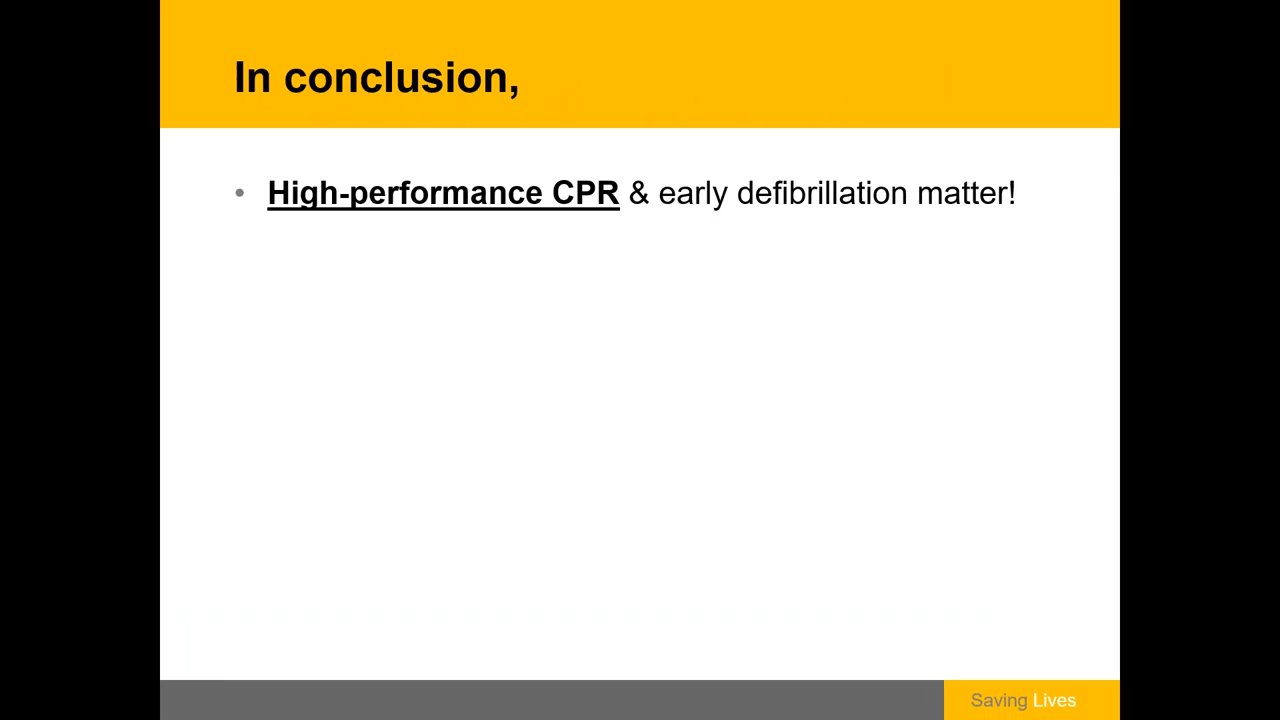 In conclusion,
• High-performance CPR & early defibrillation matter!
Saving Lives